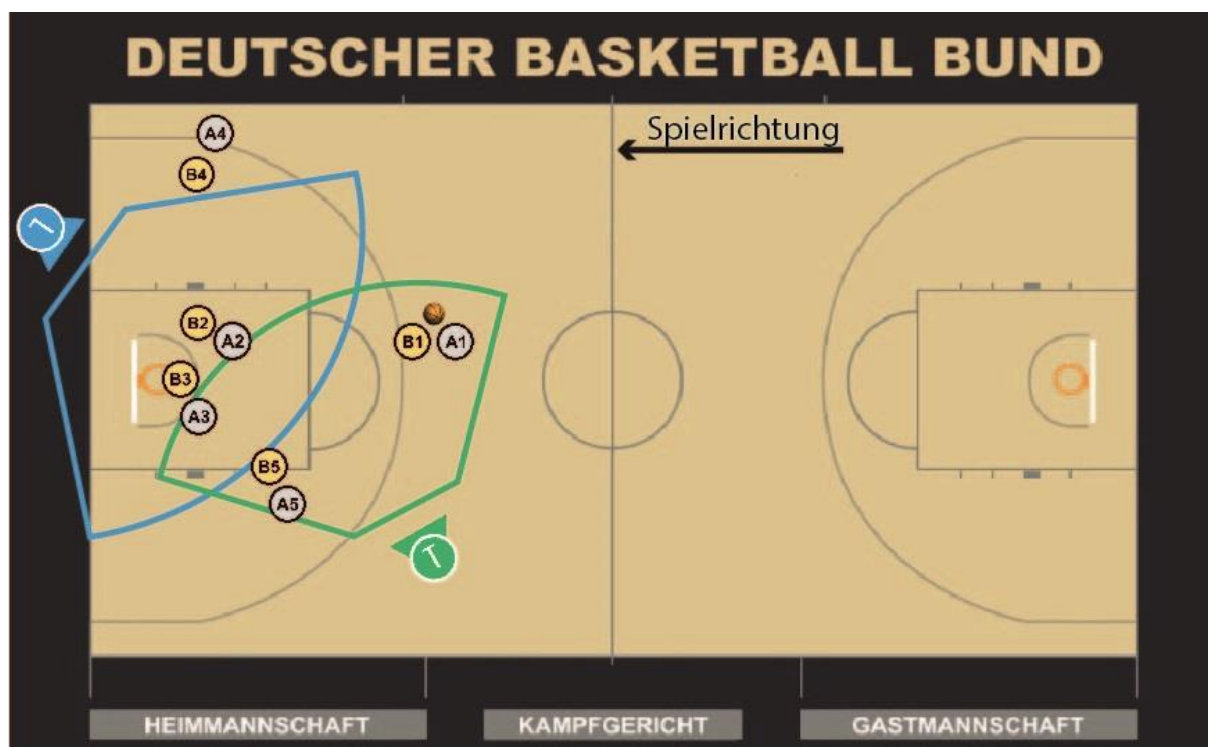 DEUTSCHER BASKETBALL BUND
Spielrichtung
A4
B4
L
B2
A2
B1
A1
B3
A3
B5
A5
T
HEIMMANNSCHAFT
KAMPFGERICHT
GASTMANNSCHAFT